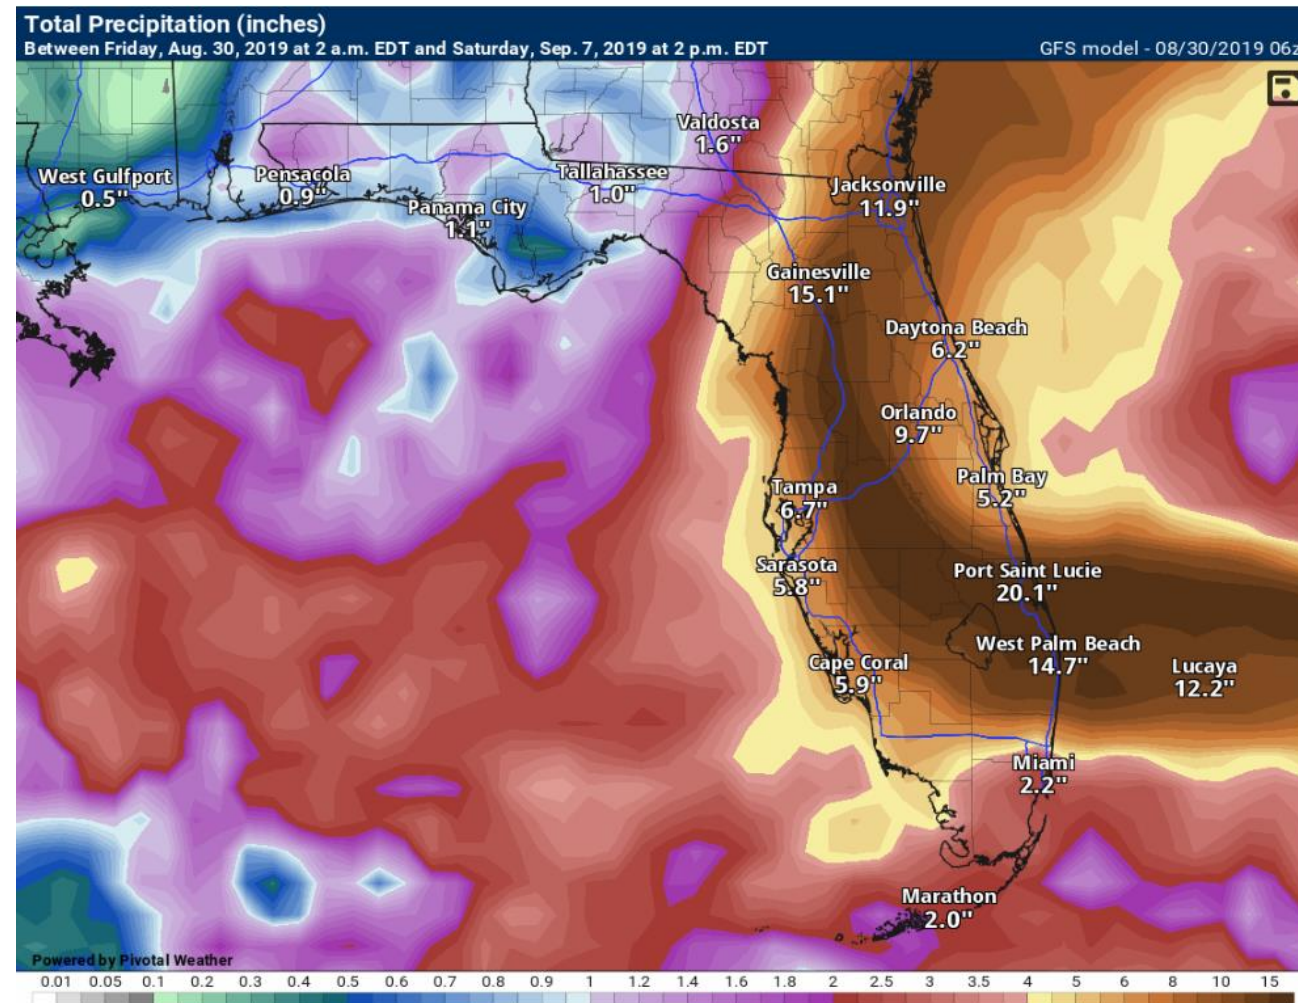 Total Precipitation (inches)
Between Friday, Aug. 30, 2019 at 2 a.m. EDT and Saturday, Sep. 7, 2019 at 2 p.m. EDT
GFS model - 08/30/2019 06z
Valdosta
1.6"
West Gulfport
0.5"
Pensacola
0.9"
Tallahassee
1.0"
Jacksonville
11.9"
Panama City
1.1"
Gainesville
15.1"
Daytona Beach
6.2"
Orlando
9.7"
Palm Bay
5.2"
Tampa
6.7"
Sarasota
5.8"
Port Saint Lucie
20.1"
West Palm Beach
14.7"
Lucaya
12.2"
Cape Coral
5.9"
Miami
2.2"
Marathon
2.0"
Powered by Pivotal Weather
0.01 0.05 0.1 0.2 0.3 0.4 0.5 0.6 0.7 0.8 0.9 1 1.2 1.4 1.6 1.8 2 2.5 3 3.5 4 5 6 8 10 15